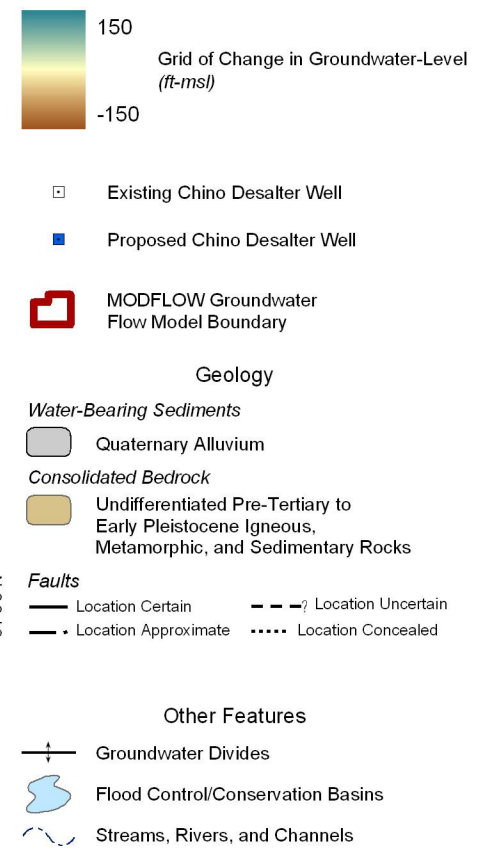 150
Grid of Change in Groundwater-Level
(ft-msl)
-150
Existing Chino Desalter Well
Proposed Chino Desalter Well
MODFLOW Groundwater
Flow Model Boundary
Geology
Water-Bearing Sediments
Quaternary Alluvium
Consolidated Bedrock
Undifferentiated Pre-Tertiary to
Early Pleistocene Igneous,
Metamorphic, and Sedimentary Rocks
Faults
Location Certain
? Location Uncertain
Location Approximate
Location Concealed
Other Features
Groundwater Divides
Flood Control/Conservation Basins
Streams, Rivers, and Channels